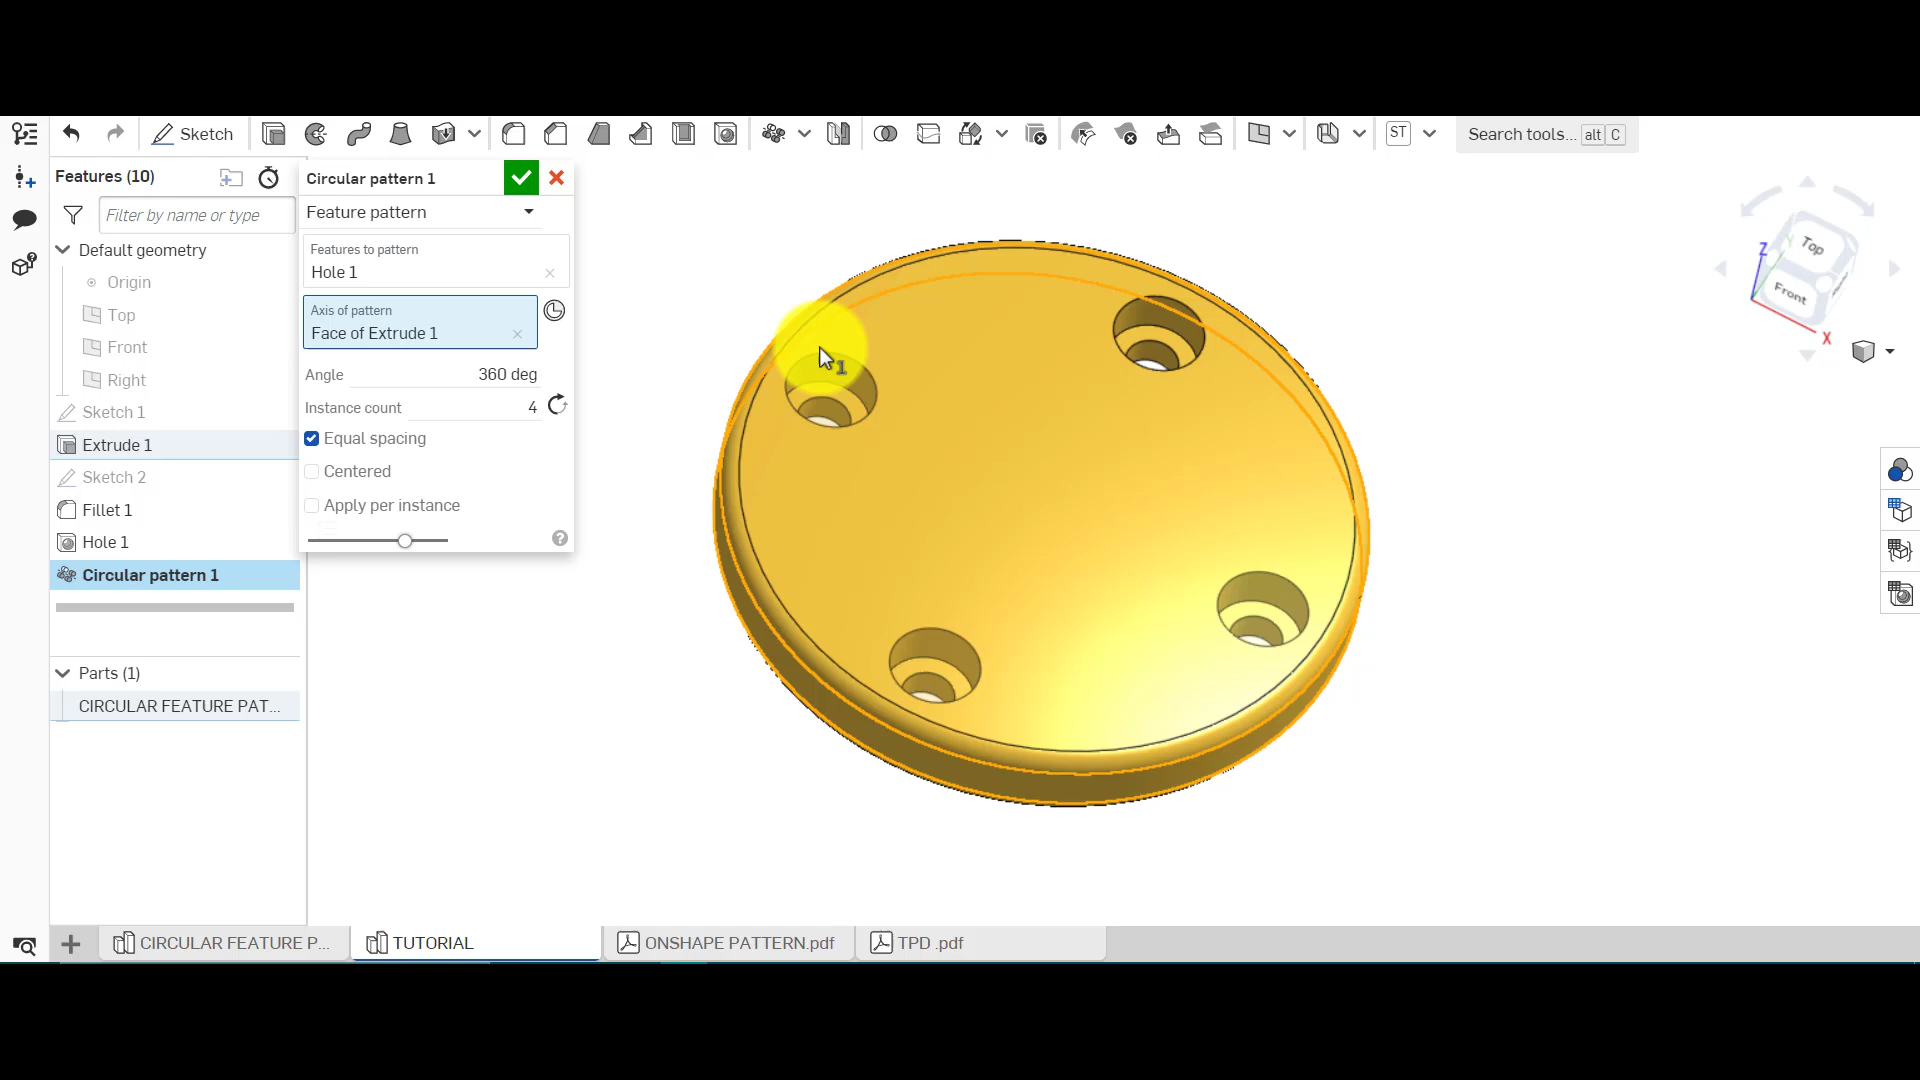 Sketch
ST
Search tools... alt C
Features (10)
Filter by name or type
Default geometry
Origin
Top
Front
Right
Sketch 1
Extrude 1
Sketch 2
Fillet 1
Hole 1
Circular pattern 1
Parts (1)
CIRCULAR FEATURE PAT...
Circular pattern 1
Feature pattern
Features to pattern
Hole 1
Axis of pattern
Face of Extrude 1
Angle 360 deg
Instance count 4
Equal spacing
Centered
Apply per instance
1
Top
Front
Z
X
CIRCULAR FEATURE P...
TUTORIAL
ONSHAPE PATTERN.pdf
TPD .pdf